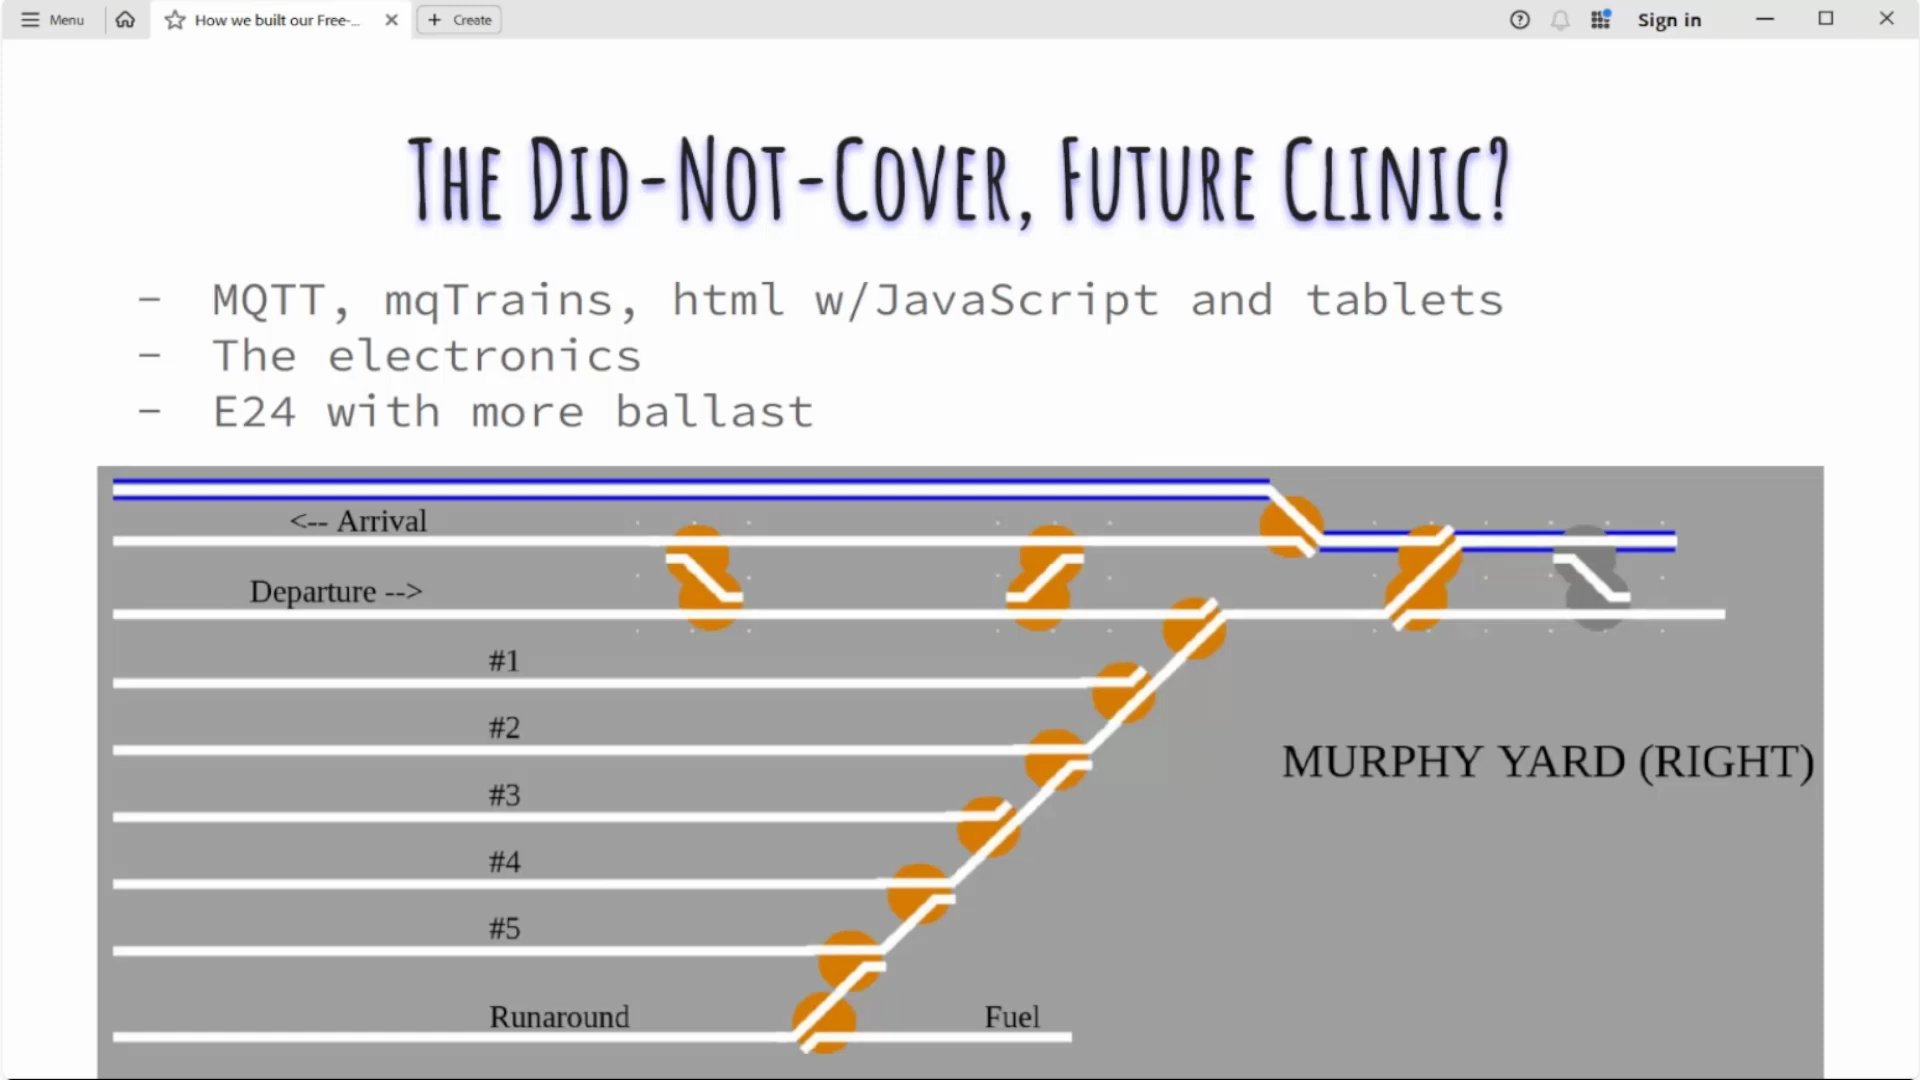 Menu
How we built our Free-...
+ Create
Sign in
The Did-Not-Cover, Future Clinic?
- MQTT, mqTrains, html w/JavaScript and tablets
- The electronics
- E24 with more ballast
<-- Arrival
Departure -->
#1
#2
#3
#4
#5
MURPHY YARD (RIGHT)
Runaround
Fuel